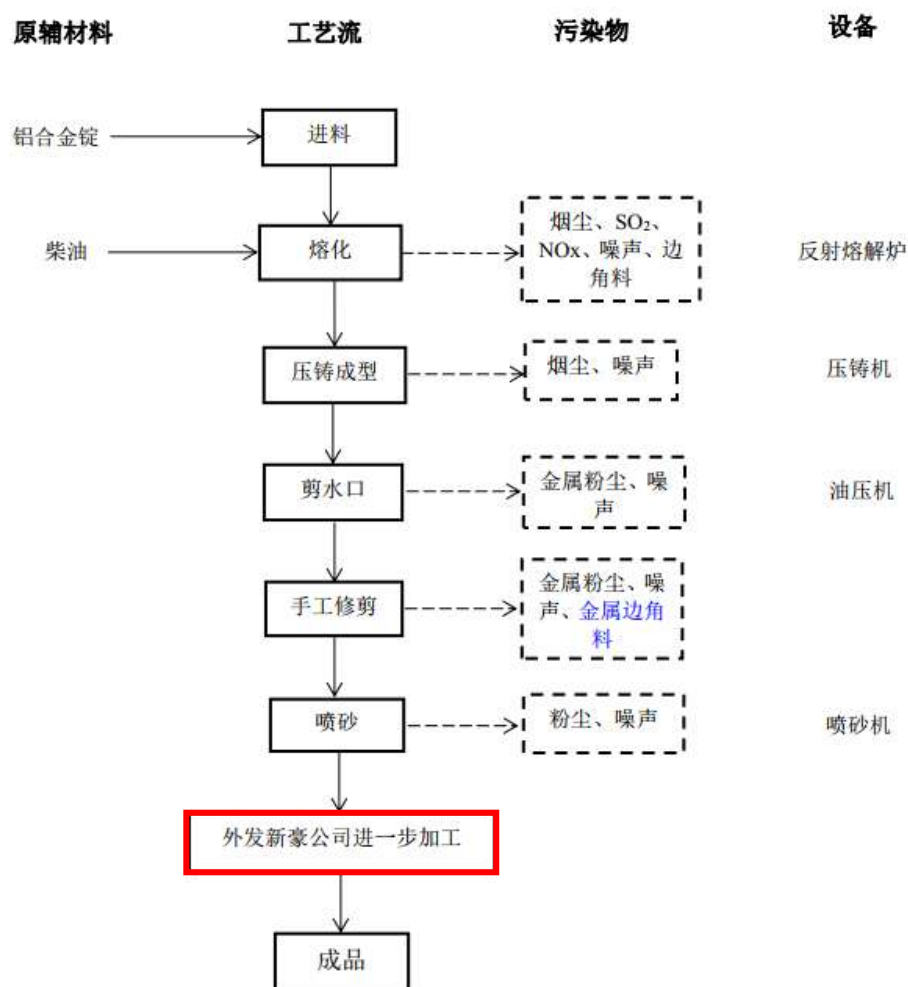 原辅材料 工艺流 污染物 设备
铝合金锭 进料
柴油 熔化
烟尘、SO₂、
NOx、噪声、边
角料
反射熔解炉
压铸成型 烟尘、噪声 压铸机
剪水口
金属粉尘、噪
声
油压机
手工修剪
金属粉尘、噪
声、金属边角
料
喷砂 粉尘、噪声 喷砂机
外发新豪公司进一步加工
成品